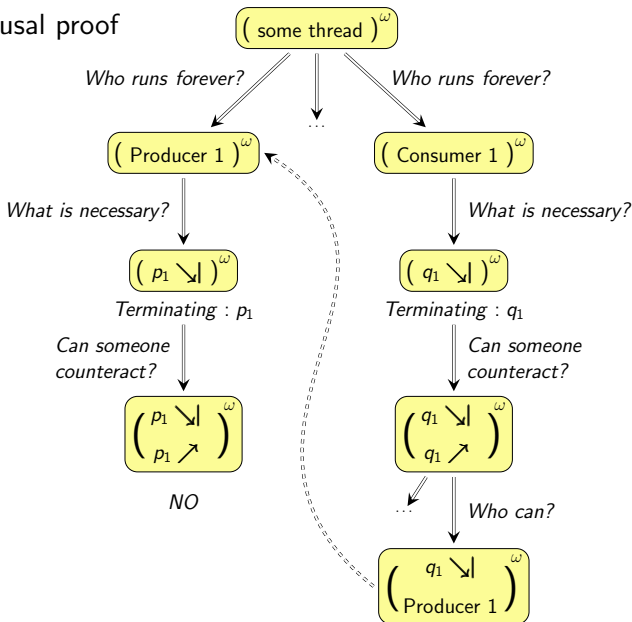 usal proof
( some thread )^ω
Who runs forever?
Who runs forever?
...
( Producer 1 )^ω
( Consumer 1 )^ω
What is necessary?
What is necessary?
( p₁ ↘| )^ω
( q₁ ↘| )^ω
Terminating : p₁
Terminating : q₁
Can someone
counteract?
Can someone
counteract?
( p₁ ↘|
p₁ ↗ )^ω
( q₁ ↘|
q₁ ↗ )^ω
NO
...
Who can?
( q₁ ↘|
Producer 1 )^ω